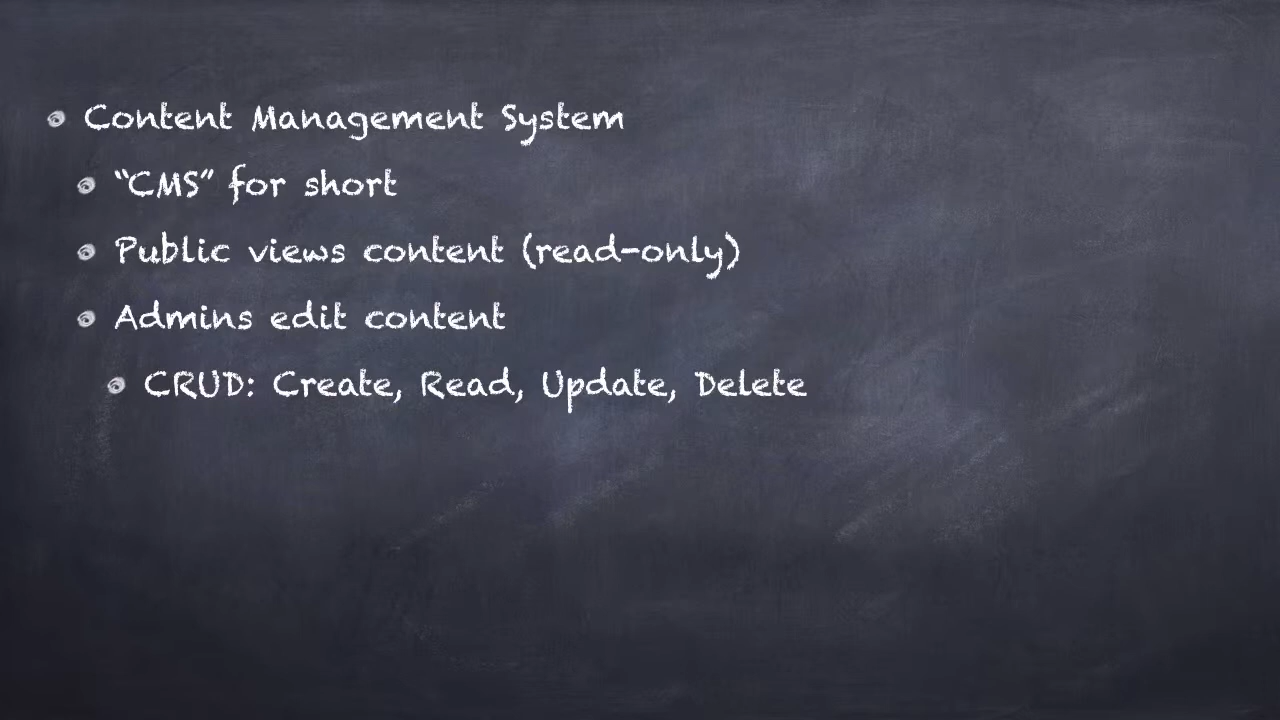 Content Management System
“CMS” for short
Public views content (read-only)
Admins edit content
CRUD: Create, Read, Update, Delete